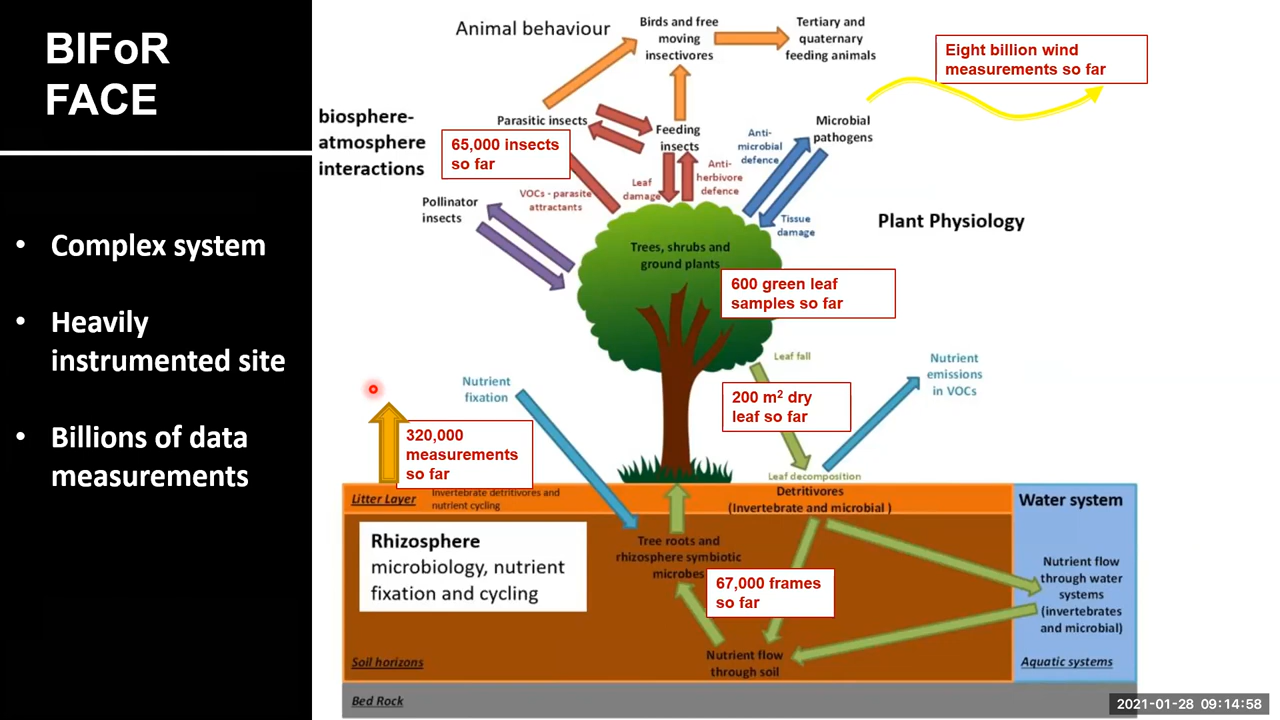 BIFoR
FACE
• Complex system
• Heavily
instrumented site
• Billions of data
measurements
Animal behaviour
Birds and free
moving
insectivores
Tertiary and
quaternary
feeding animals
Eight billion wind
measurements so far
biosphere-
atmosphere
interactions
Parasitic insects
65,000 insects
so far
Feeding
insects
Anti-
microbial
defence
Microbial
pathogens
Leaf
damage
Anti-
herbivore
defence
VOCs - parasite
attractants
Pollinator
insects
Tissue
damage
Plant Physiology
Trees, shrubs and
ground plants
600 green leaf
samples so far
Leaf fall
Nutrient
emissions
in VOCs
Nutrient
fixation
200 m² dry
leaf so far
320,000
measurements
so far
Leaf decomposition
Litter Layer
Invertebrate detritivores and
nutrient cycling
Detritivores
(Invertebrate and microbial )
Water system
Rhizosphere
microbiology, nutrient
fixation and cycling
Tree roots and
rhizosphere symbiotic
microbes
67,000 frames
so far
Nutrient flow
through water
systems
(invertebrates
and microbial)
Soil horizons
Nutrient flow
through soil
Aquatic systems
Bed Rock
2021-01-28 09:14:58